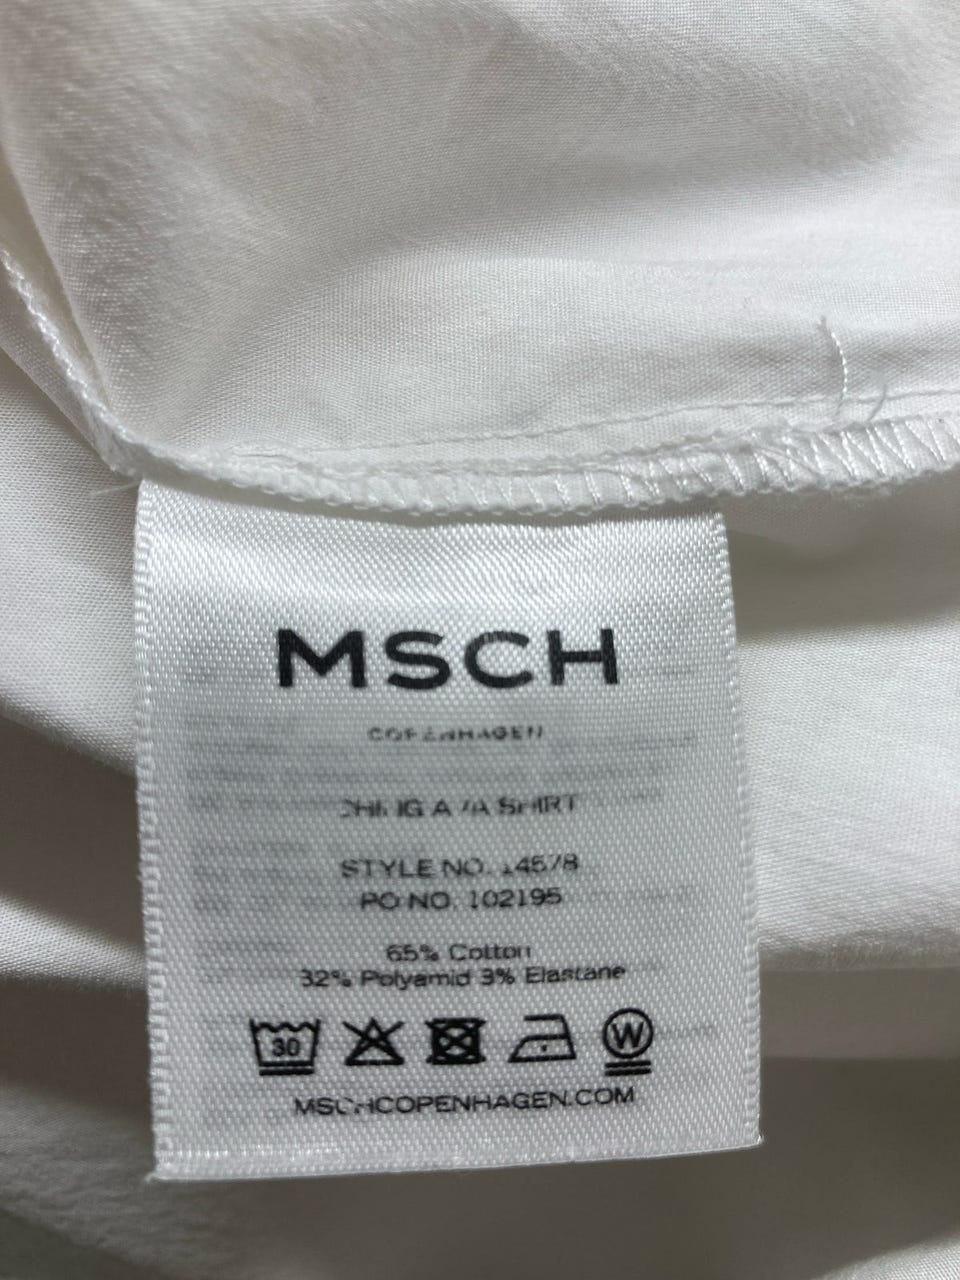 MSCH
COPENHAGEN
SHIRT
STYLE NO. 14578
PO NO. 102195
65% Cotton
32% Polyamid 3% Elastane
30
W
MSCHCOPENHAGEN.COM